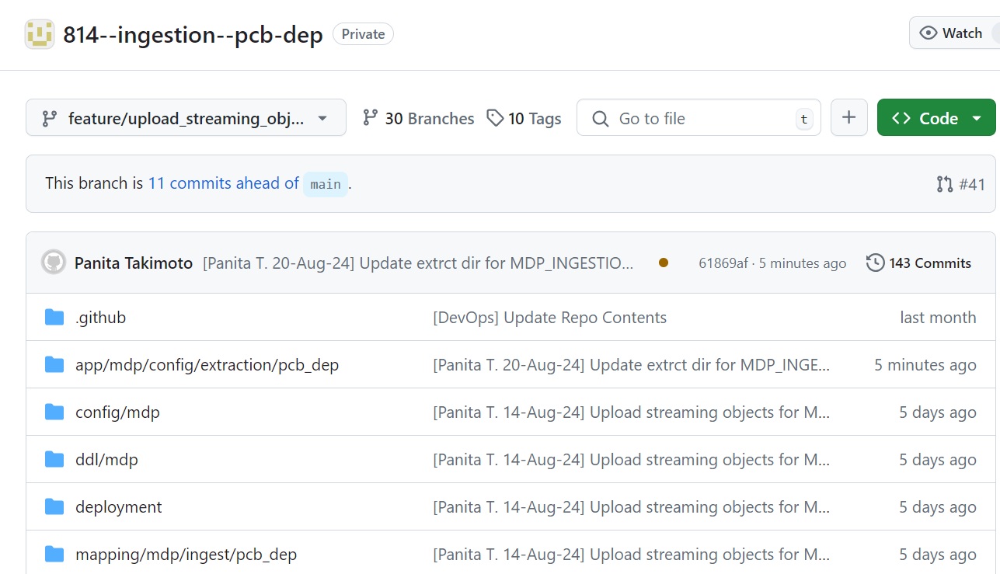 814--ingestion--pcb-dep Private Watch
feature/upload_streaming_obj... 30 Branches 10 Tags Go to file t + Code
This branch is 11 commits ahead of main . #41
Panita Takimoto [Panita T. 20-Aug-24] Update extrct dir for MDP_INGESTIO... 61869af · 5 minutes ago 143 Commits
.github [DevOps] Update Repo Contents last month
app/mdp/config/extraction/pcb_dep [Panita T. 20-Aug-24] Update extrct dir for MDP_INGE... 5 minutes ago
config/mdp [Panita T. 14-Aug-24] Upload streaming objects for M... 5 days ago
ddl/mdp [Panita T. 14-Aug-24] Upload streaming objects for M... 5 days ago
deployment [Panita T. 14-Aug-24] Upload streaming objects for M... 5 days ago
mapping/mdp/ingest/pcb_dep [Panita T. 14-Aug-24] Upload streaming objects for M... 5 days ago